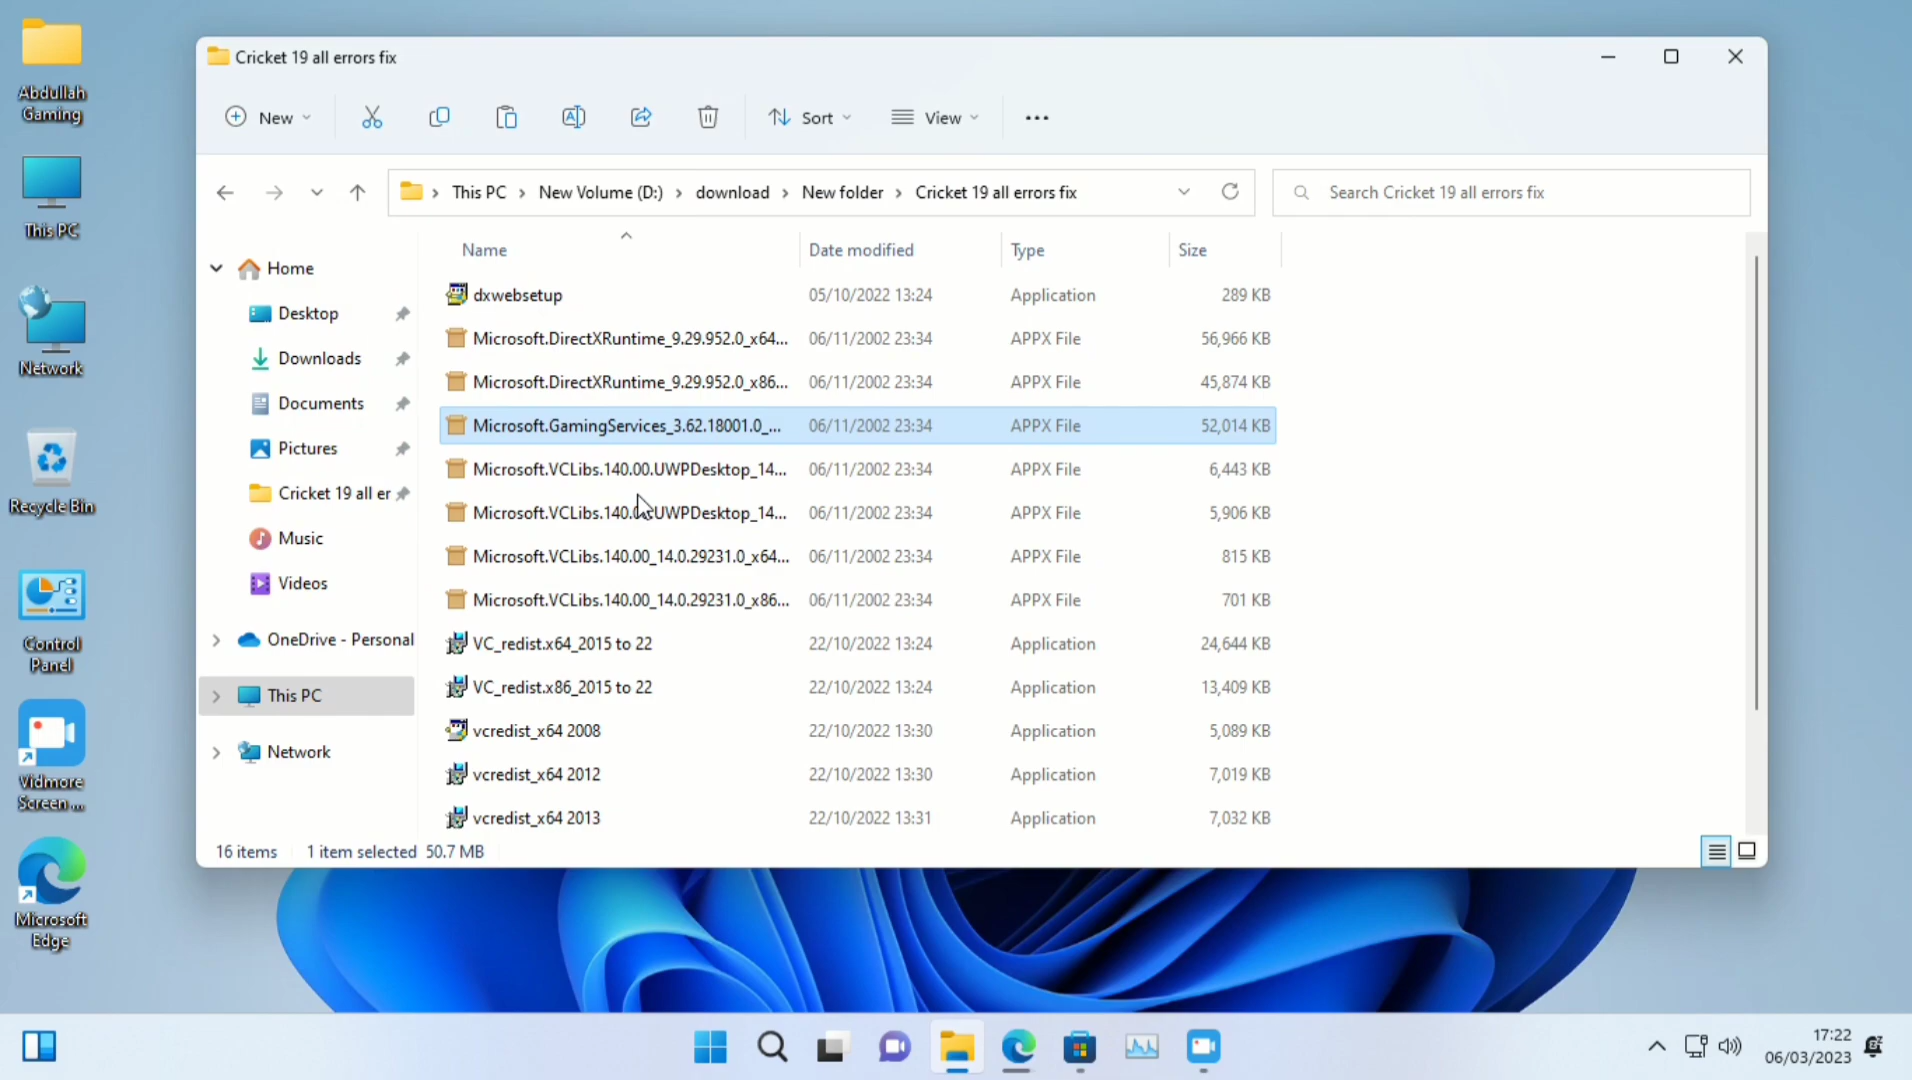 Abdullah
Gaming
This PC
Network
Recycle Bin
Control
Panel
Vidmore
Screen ...
Microsoft
Edge
Cricket 19 all errors fix
New
Sort
View
This PC > New Volume (D:) > download > New folder > Cricket 19 all errors fix
Search Cricket 19 all errors fix
Home
Desktop
Downloads
Documents
Pictures
Cricket 19 all er
Music
Videos
OneDrive - Personal
This PC
Network
Name Date modified Type Size
dxwebsetup 05/10/2022 13:24 Application 289 KB
Microsoft.DirectXRuntime_9.29.952.0_x64... 06/11/2002 23:34 APPX File 56,966 KB
Microsoft.DirectXRuntime_9.29.952.0_x86... 06/11/2002 23:34 APPX File 45,874 KB
Microsoft.GamingServices_3.62.18001.0_... 06/11/2002 23:34 APPX File 52,014 KB
Microsoft.VCLibs.140.00.UWPDesktop_14... 06/11/2002 23:34 APPX File 6,443 KB
Microsoft.VCLibs.140.00.UWPDesktop_14... 06/11/2002 23:34 APPX File 5,906 KB
Microsoft.VCLibs.140.00_14.0.29231.0_x64... 06/11/2002 23:34 APPX File 815 KB
Microsoft.VCLibs.140.00_14.0.29231.0_x86... 06/11/2002 23:34 APPX File 701 KB
VC_redist.x64_2015 to 22 22/10/2022 13:24 Application 24,644 KB
VC_redist.x86_2015 to 22 22/10/2022 13:24 Application 13,409 KB
vcredist_x64 2008 22/10/2022 13:30 Application 5,089 KB
vcredist_x64 2012 22/10/2022 13:30 Application 7,019 KB
vcredist_x64 2013 22/10/2022 13:31 Application 7,032 KB
16 items 1 item selected 50.7 MB
17:22
06/03/2023